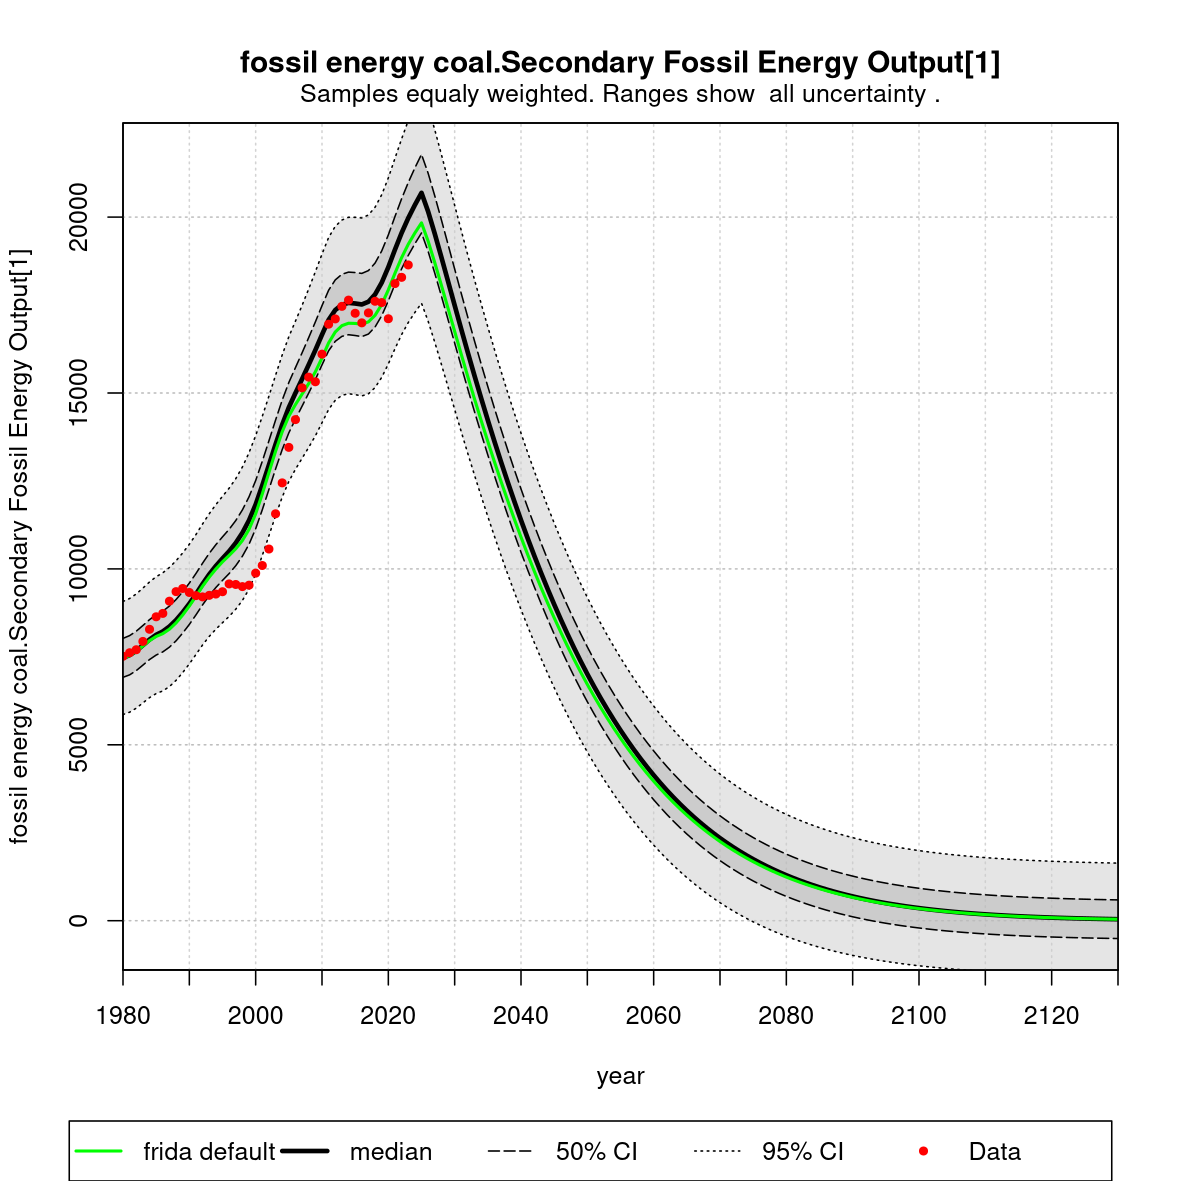 fossil energy coal.Secondary Fossil Energy Output[1]
Samples equaly weighted. Ranges show  all uncertainty .
fossil energy coal.Secondary Fossil Energy Output[1]
20000
15000
10000
5000
0
1980 2000 2020 2040 2060 2080 2100 2120
year
frida default median 50% CI 95% CI Data